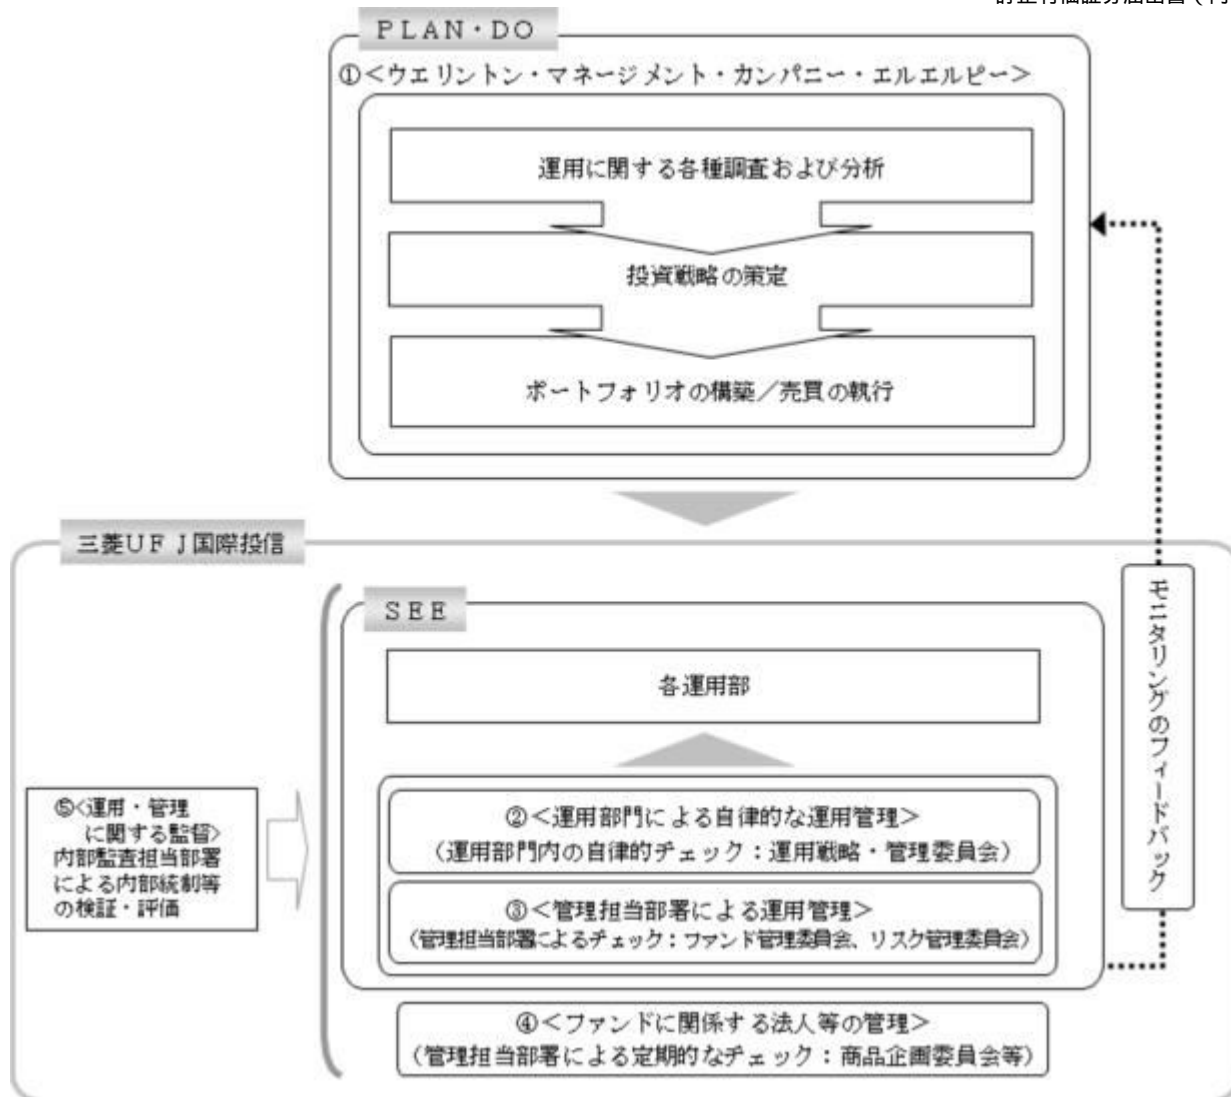 PLAN・DO
①＜ウエリントン・マネージメント・カンパニー・エルエルピー＞
運用に関する各種調査および分析
投資戦略の策定
ポートフォリオの構築／売買の執行
三菱UFJ国際投信
SEE
各運用部
②＜運用部門による自律的な運用管理＞
（運用部門内の自律的チェック：運用戦略・管理委員会）
③＜管理担当部署による運用管理＞
（管理担当部署によるチェック：ファンド管理委員会、リスク管理委員会）
④＜ファンドに関係する法人等の管理＞
（管理担当部署による定期的なチェック：商品企画委員会等）
⑤＜運用・管理
に関する監督＞
内部監査担当部署
による内部統制等
の検証・評価
モニタリングのフィードバック